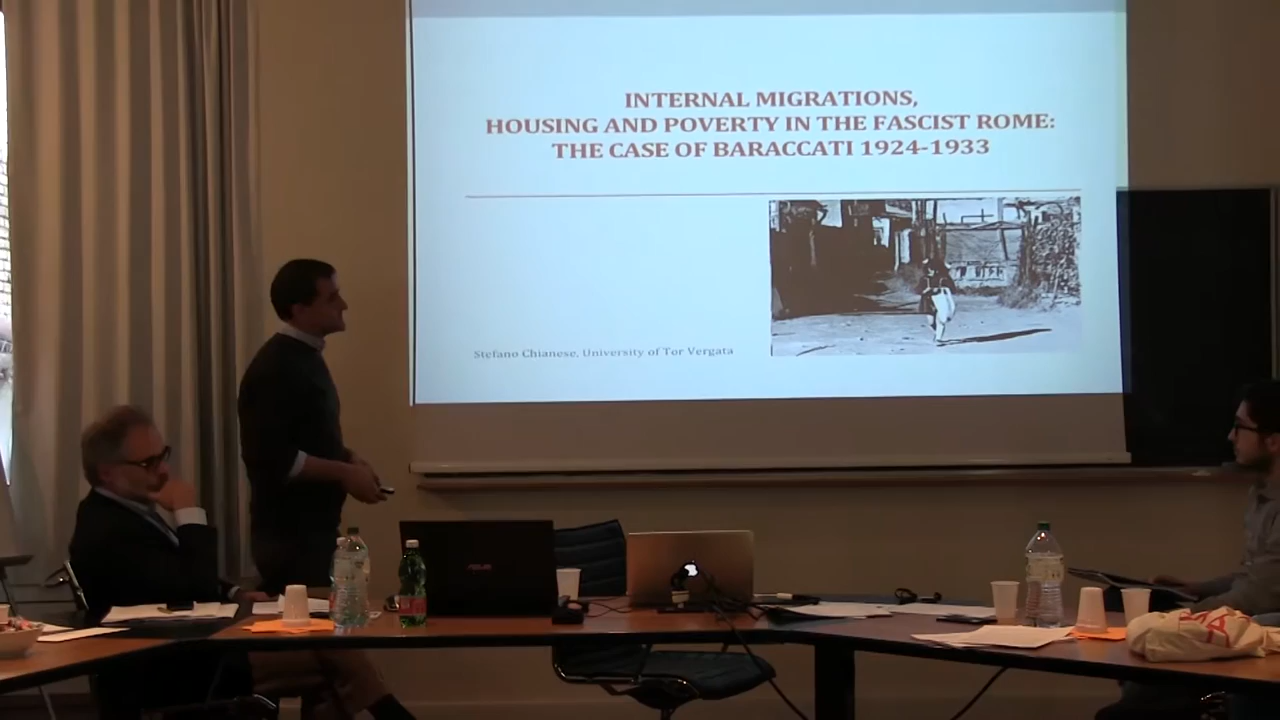 INTERNAL MIGRATIONS,
HOUSING AND POVERTY IN THE FASCIST ROME:
THE CASE OF BARACCATI 1924-1933
Stefano Chianese, University of Tor Vergata
ASUS